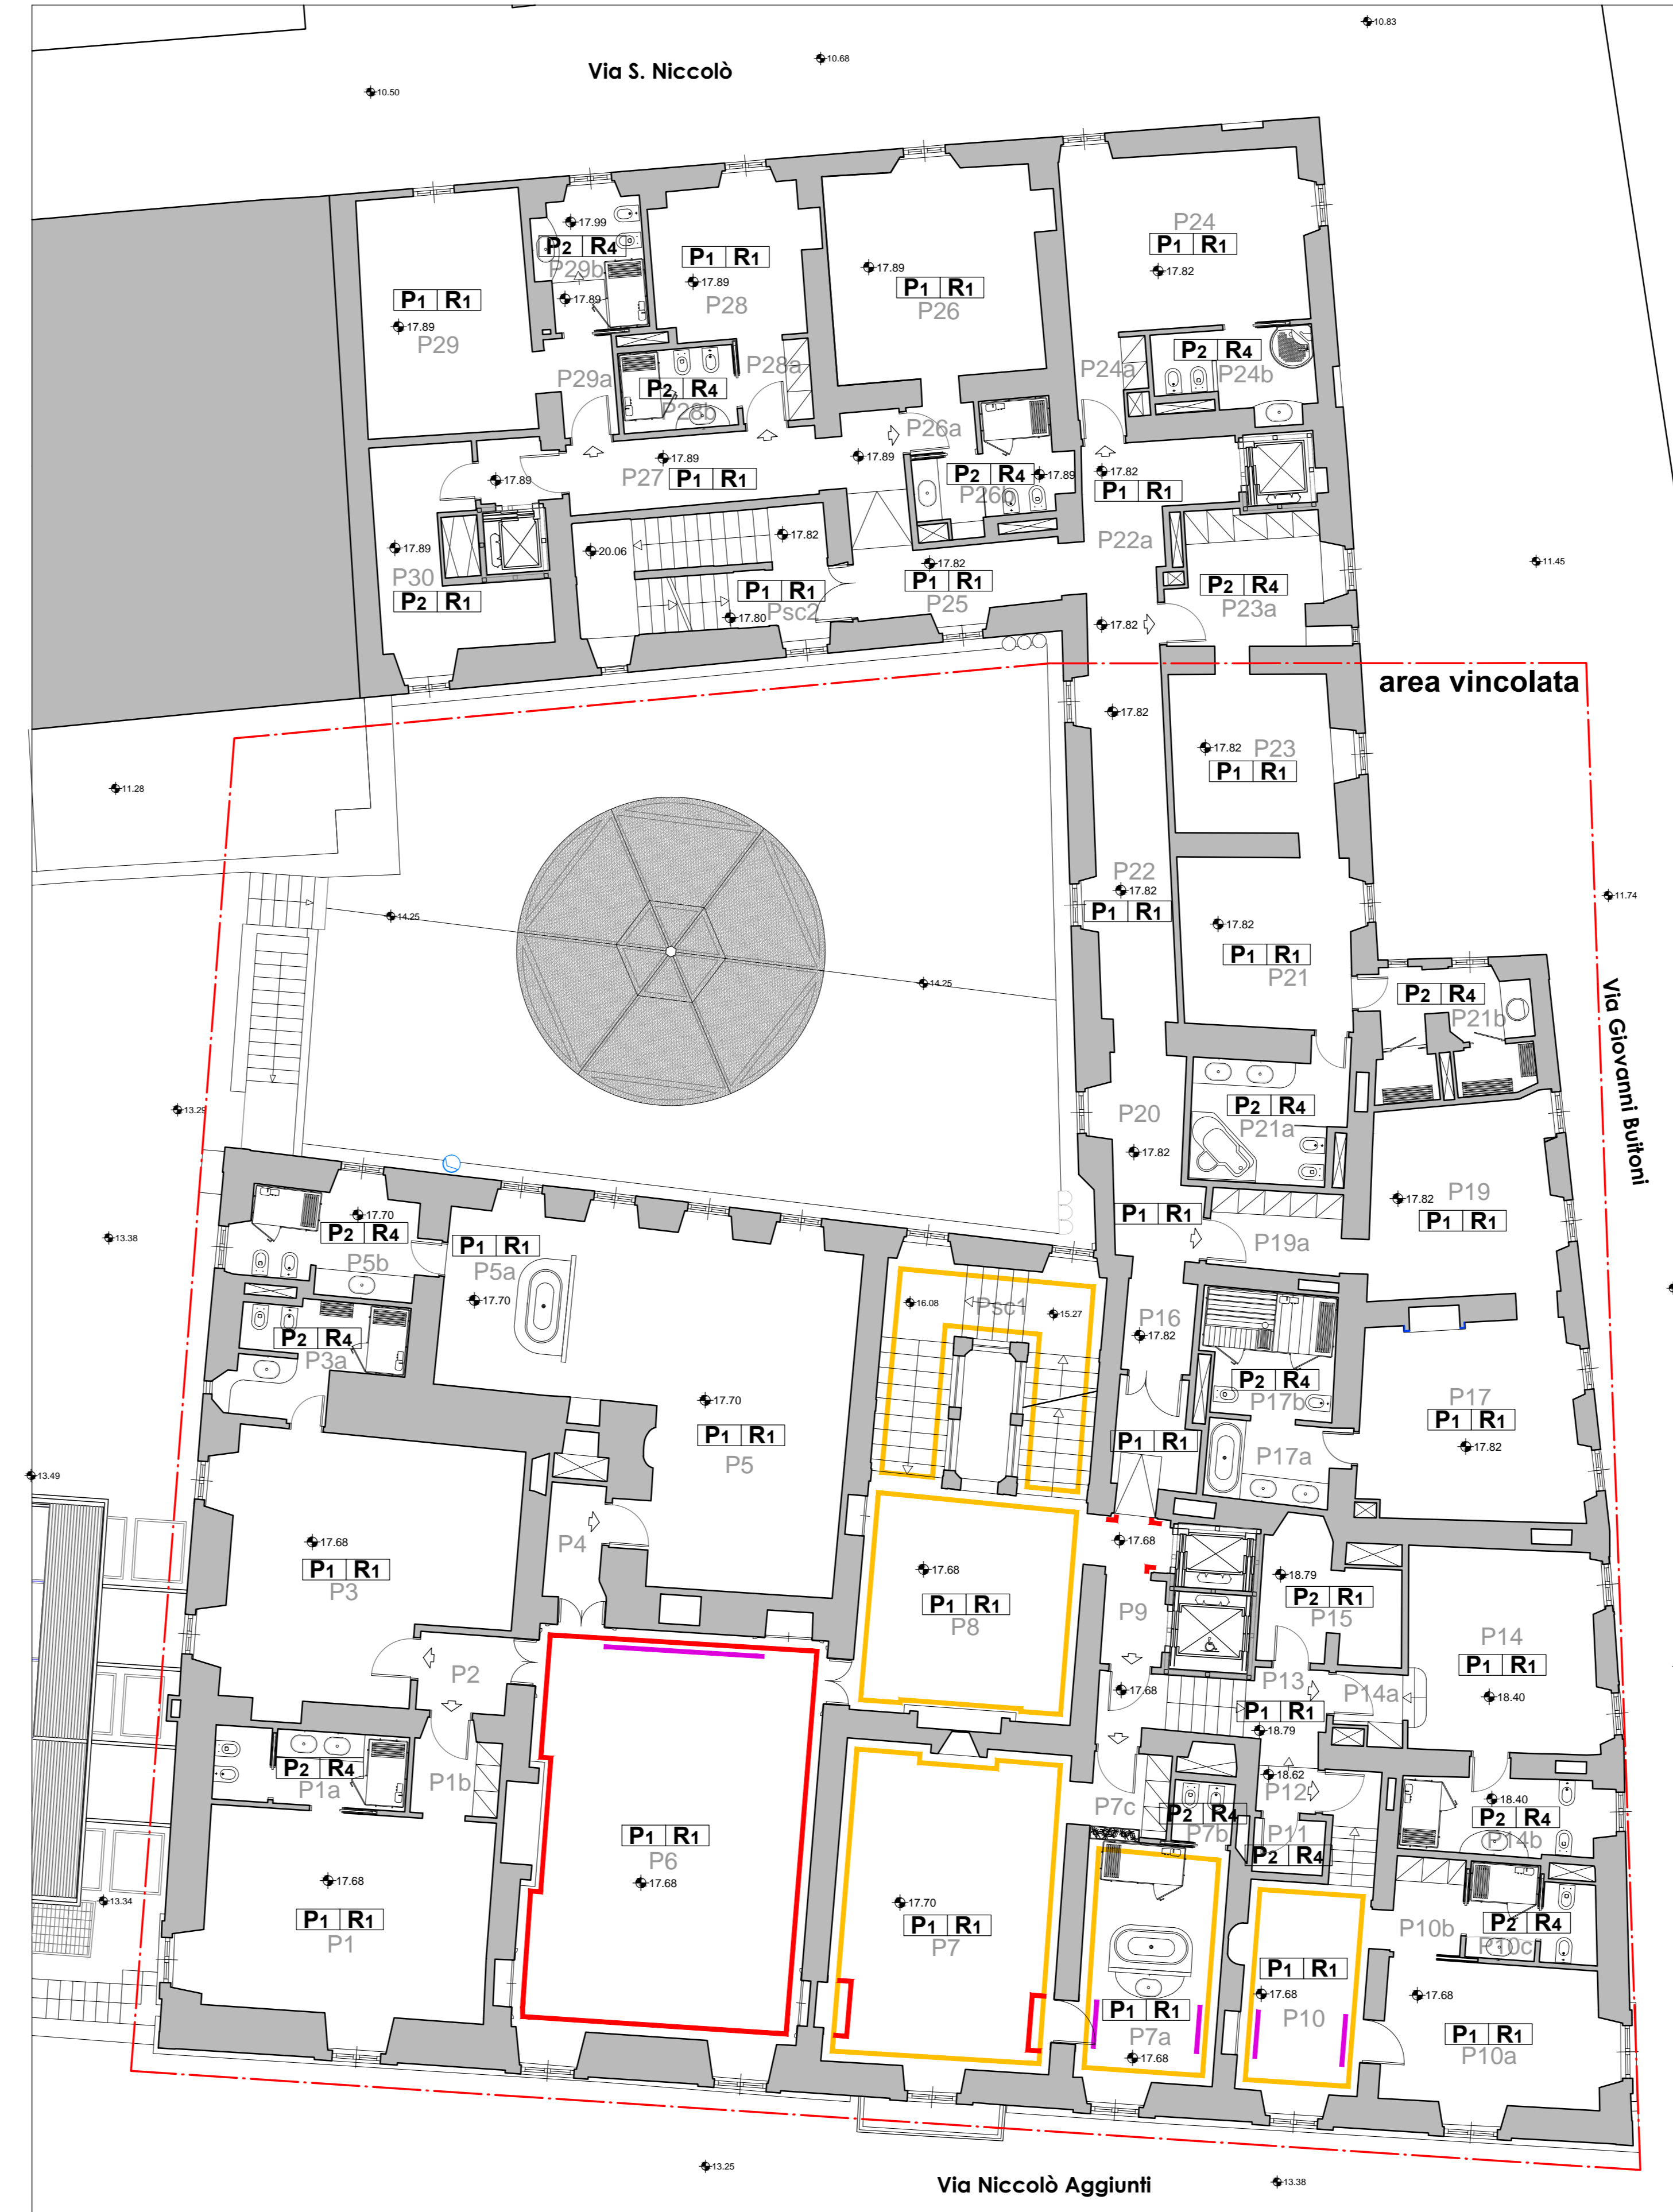 10.83
Via S. Niccolò
10.68
10.50
17.99
P2 R4
P29b
17.89
P1 R1
17.89
P28
17.89
P1 R1
P26
P24
P1 R1
17.82
P1 R1
17.89
P29
17.89
P29a
P2 R4
P28b
P28a
P24a
P2 R4
P24b
P26a
17.89
17.89
P27
P1 R1
17.89
P2 R4
P26b
17.89
17.82
P1 R1
P22a
17.89
P30
P2 R1
20.06
17.82
P1 R1
Psc2
17.80
17.82
P1 R1
P25
P2 R4
P23a
17.82
11.45
area vincolata
17.82
17.82
P23
P1 R1
11.28
P22
17.82
P1 R1
17.82
P1 R1
P21
11.74
14.25
14.25
P2 R4
P21b
Via Giovanni Buitoni
13.29
P20
17.82
P2 R4
P21a
17.82
P19
P1 R1
P1 R1
P19a
13.38
17.70
P2 R4
P5b
P1 R1
P5a
17.70
16.08
Psc1
15.27
P16
17.82
P2 R4
P3a
P2 R4
P17b
17.70
P1 R1
P5
P1 R1
P17a
P17
P1 R1
17.82
13.49
17.68
P1 R1
P3
P4
17.68
P1 R1
P8
17.68
P9
18.79
P2 R1
P15
P14
P1 R1
18.40
P2
17.68
P13
P1 R1
18.79
P14a
P2 R4
P1a
P1b
18.62
P12
P7c
P2 R4
P7b
P11
P2 R4
18.40
P2 R4
P14b
P1 R1
P6
17.68
13.34
17.68
P1 R1
P1
17.70
P1 R1
P7
P10b
P2 R4
P10c
P1 R1
17.68
P10
17.68
P1 R1
P10a
P1 R1
P7a
17.68
13.25
Via Niccolò Aggiunti
13.38